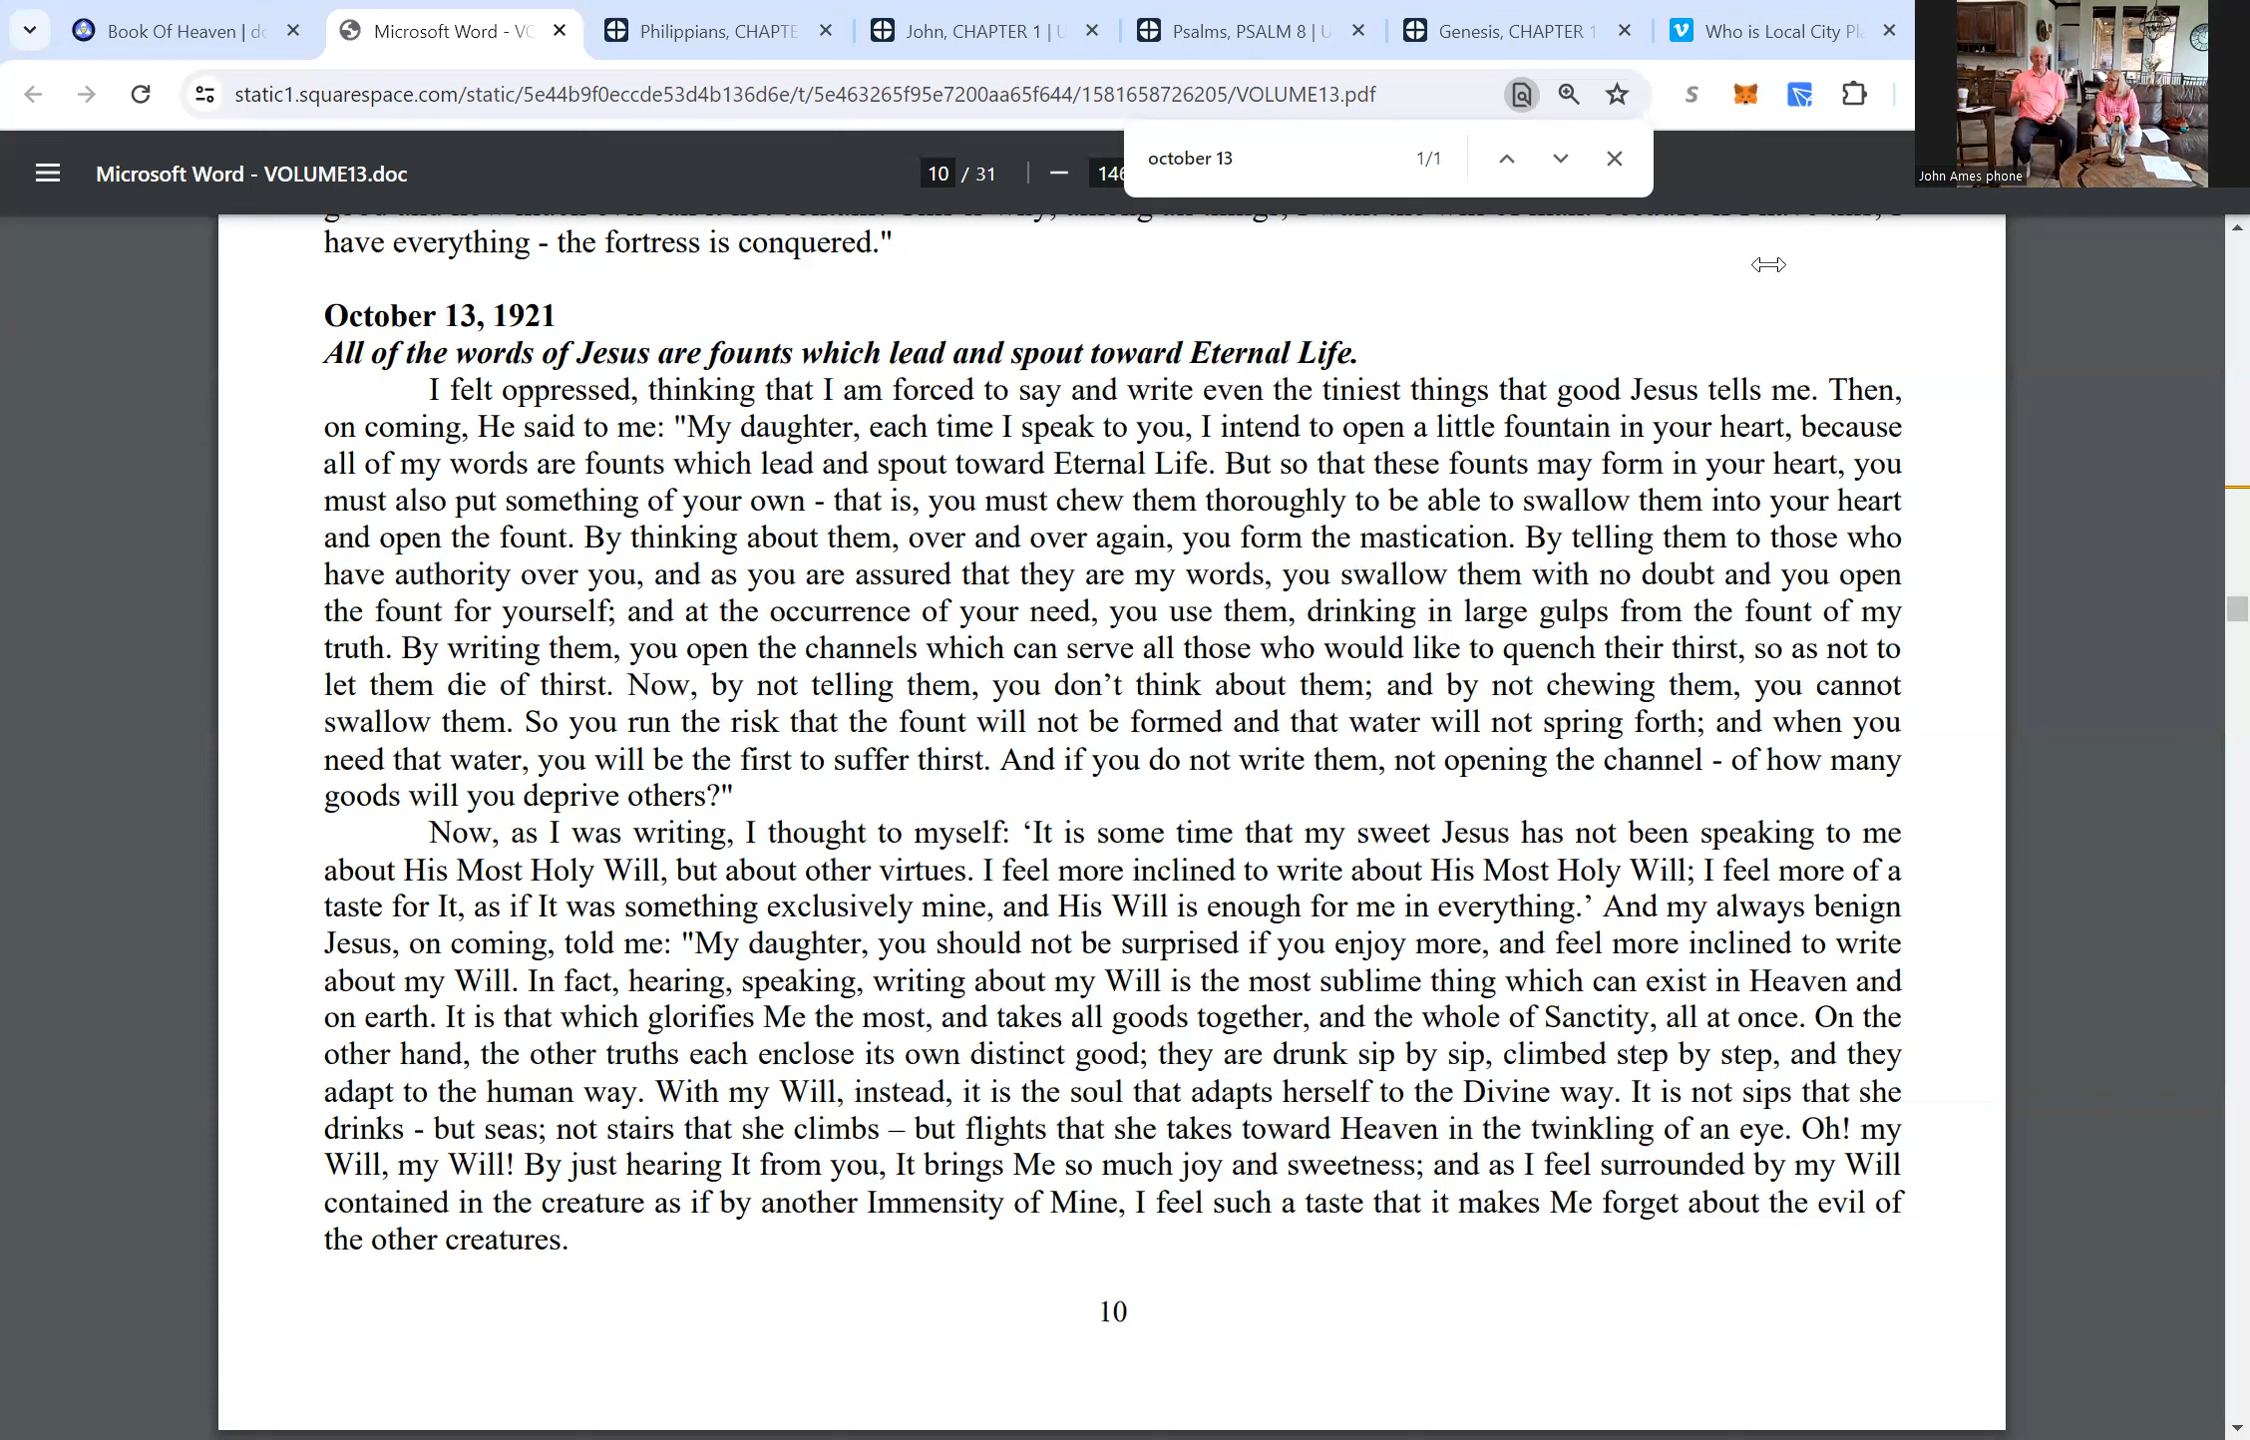 Book Of Heaven | do
Microsoft Word - VO
Philippians, CHAPTE
John, CHAPTER 1 | U
Psalms, PSALM 8 | U
Genesis, CHAPTER 1
Who is Local City Pl
static1.squarespace.com/static/5e44b9f0eccde53d4b136d6e/t/5e463265f95e7200aa65f644/1581658726205/VOLUME13.pdf
october 13
1/1
John Ames phone
Microsoft Word - VOLUME13.doc
10 / 31
146
have everything - the fortress is conquered."
October 13, 1921
All of the words of Jesus are founts which lead and spout toward Eternal Life.
I felt oppressed, thinking that I am forced to say and write even the tiniest things that good Jesus tells me. Then,
on coming, He said to me: "My daughter, each time I speak to you, I intend to open a little fountain in your heart, because
all of my words are founts which lead and spout toward Eternal Life. But so that these founts may form in your heart, you
must also put something of your own - that is, you must chew them thoroughly to be able to swallow them into your heart
and open the fount. By thinking about them, over and over again, you form the mastication. By telling them to those who
have authority over you, and as you are assured that they are my words, you swallow them with no doubt and you open
the fount for yourself; and at the occurrence of your need, you use them, drinking in large gulps from the fount of my
truth. By writing them, you open the channels which can serve all those who would like to quench their thirst, so as not to
let them die of thirst. Now, by not telling them, you don’t think about them; and by not chewing them, you cannot
swallow them. So you run the risk that the fount will not be formed and that water will not spring forth; and when you
need that water, you will be the first to suffer thirst. And if you do not write them, not opening the channel - of how many
goods will you deprive others?"
Now, as I was writing, I thought to myself: ‘It is some time that my sweet Jesus has not been speaking to me
about His Most Holy Will, but about other virtues. I feel more inclined to write about His Most Holy Will; I feel more of a
taste for It, as if It was something exclusively mine, and His Will is enough for me in everything.’ And my always benign
Jesus, on coming, told me: "My daughter, you should not be surprised if you enjoy more, and feel more inclined to write
about my Will. In fact, hearing, speaking, writing about my Will is the most sublime thing which can exist in Heaven and
on earth. It is that which glorifies Me the most, and takes all goods together, and the whole of Sanctity, all at once. On the
other hand, the other truths each enclose its own distinct good; they are drunk sip by sip, climbed step by step, and they
adapt to the human way. With my Will, instead, it is the soul that adapts herself to the Divine way. It is not sips that she
drinks - but seas; not stairs that she climbs – but flights that she takes toward Heaven in the twinkling of an eye. Oh! my
Will, my Will! By just hearing It from you, It brings Me so much joy and sweetness; and as I feel surrounded by my Will
contained in the creature as if by another Immensity of Mine, I feel such a taste that it makes Me forget about the evil of
the other creatures.
10